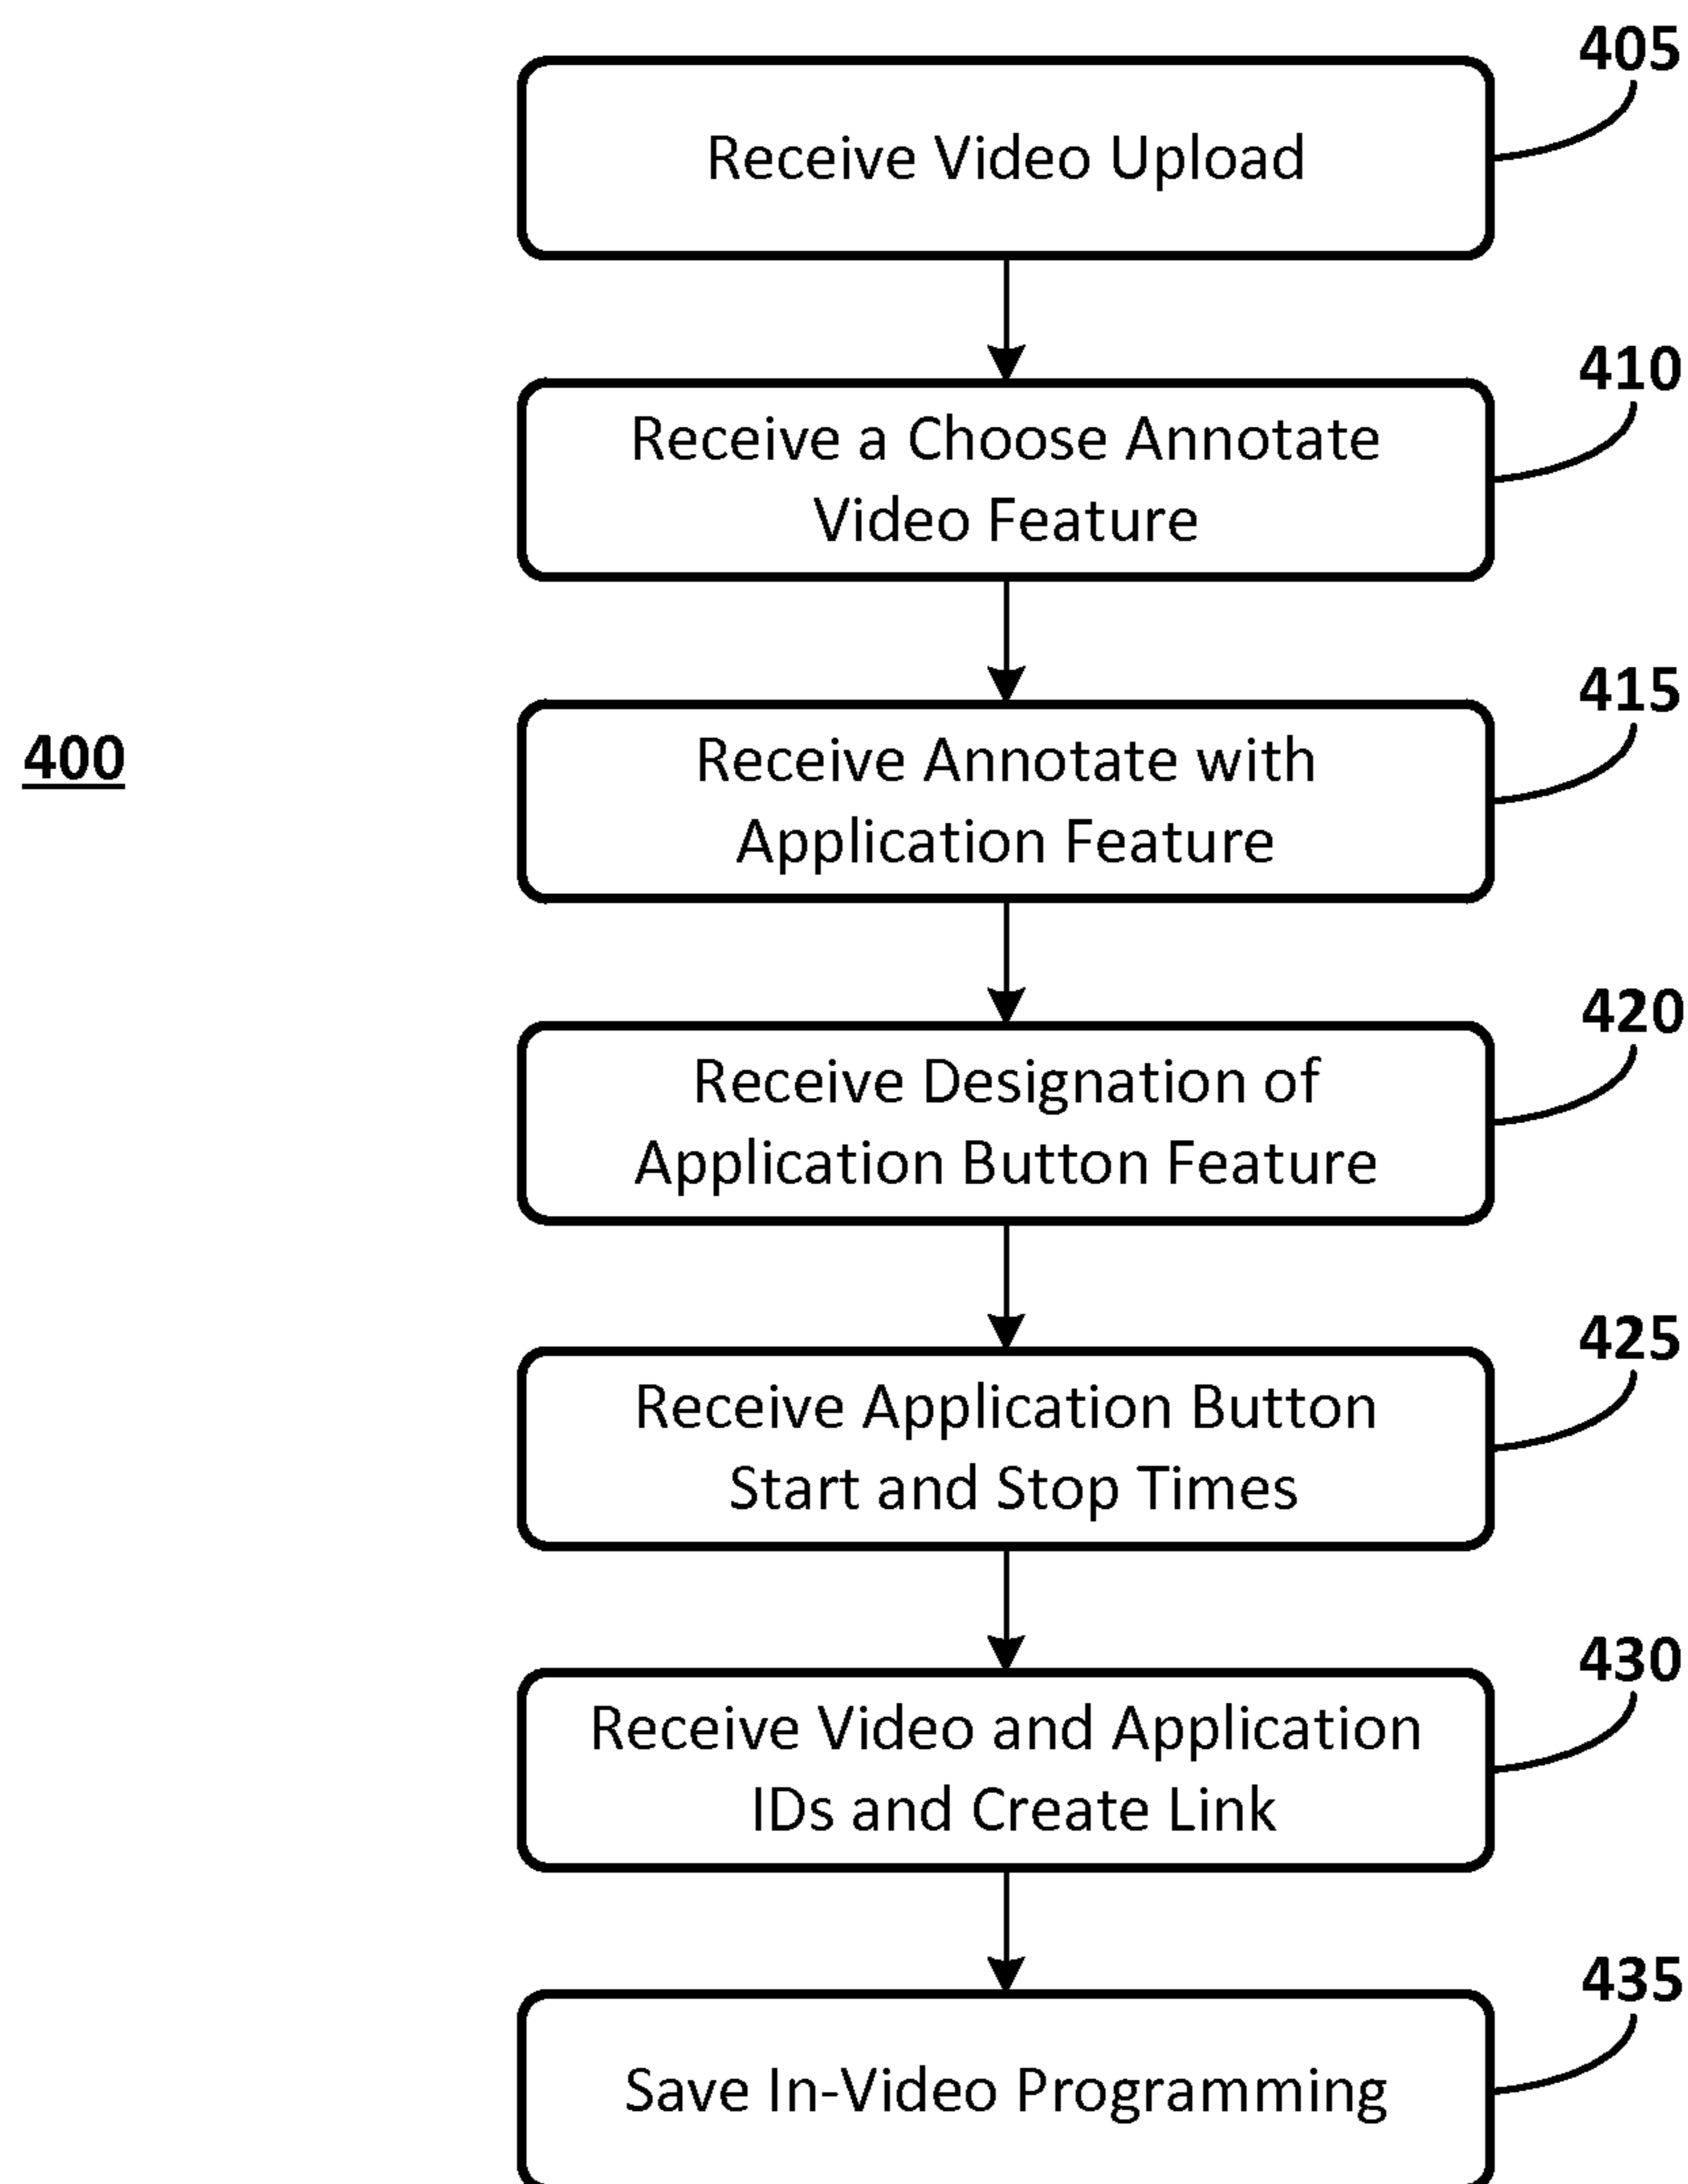 405
Receive Video Upload
410
Receive a Choose Annotate
Video Feature
415
Receive Annotate with
Application Feature
400
420
Receive Designation of
Application Button Feature
425
Receive Application Button
Start and Stop Times
430
Receive Video and Application
IDs and Create Link
435
Save In-Video Programming